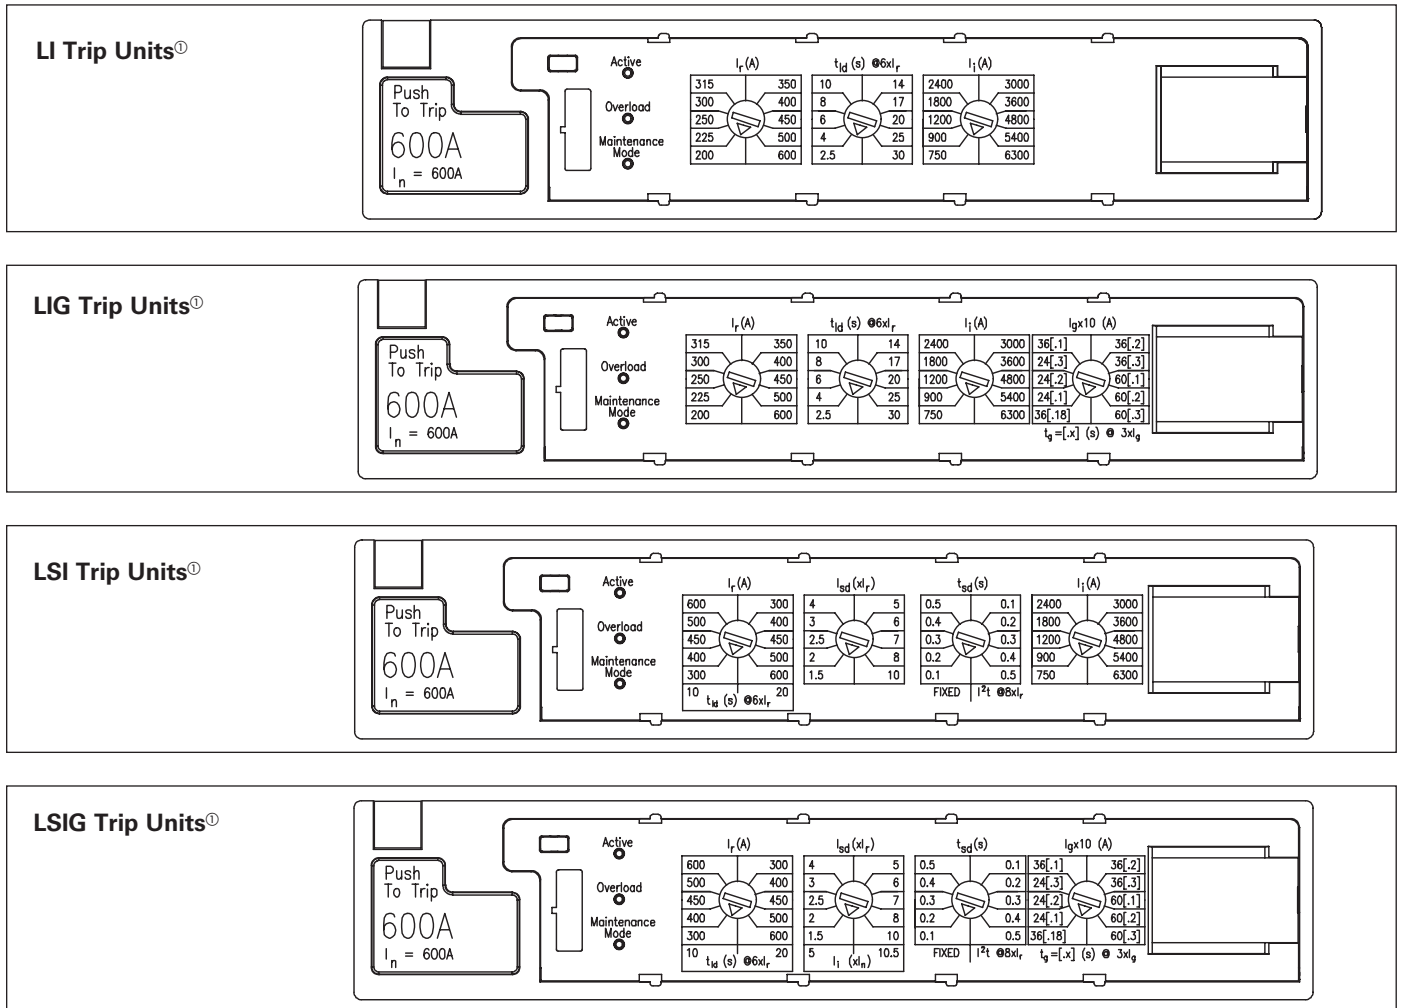 LI Trip Units①
Push
To Trip
600A
In = 600A
Active
Overload
Maintenance
Mode
Ir(A)
315 350
300 400
250 450
225 500
200 600
tld (s) @6xIr
10 14
8 17
6 20
4 25
2.5 30
Ii(A)
2400 3000
1800 3600
1200 4800
900 5400
750 6300
LIG Trip Units①
Push
To Trip
600A
In = 600A
Active
Overload
Maintenance
Mode
Ir(A)
315 350
300 400
250 450
225 500
200 600
tld (s) @6xIr
10 14
8 17
6 20
4 25
2.5 30
Ii(A)
2400 3000
1800 3600
1200 4800
900 5400
750 6300
Igx10 (A)
36[.1] 36[.2]
24[.3] 36[.3]
24[.2] 60[.1]
24[.1] 60[.2]
36[.18] 60[.3]
tg=[.x] (s) @ 3xIg
LSI Trip Units①
Push
To Trip
600A
In = 600A
Active
Overload
Maintenance
Mode
Ir(A)
600 300
500 400
450 450
400 500
300 600
10 20
tld (s) @6xIr
Isd(xIr)
4 5
3 6
2.5 7
2 8
1.5 10
tsd(s)
0.5 0.1
0.4 0.2
0.3 0.3
0.2 0.4
0.1 0.5
FIXED I²t @8xIr
Ii(A)
2400 3000
1800 3600
1200 4800
900 5400
750 6300
LSIG Trip Units①
Push
To Trip
600A
In = 600A
Active
Overload
Maintenance
Mode
Ir(A)
600 300
500 400
450 450
400 500
300 600
10 20
tld (s) @6xIr
Isd(xIr)
4 5
3 6
2.5 7
2 8
1.5 10
5 10.5
Ii (xIn)
tsd(s)
0.5 0.1
0.4 0.2
0.3 0.3
0.2 0.4
0.1 0.5
FIXED I²t @8xIr
Igx10 (A)
36[.1] 36[.2]
24[.3] 36[.3]
24[.2] 60[.1]
24[.1] 60[.2]
36[.18] 60[.3]
tg=[.x] (s) @ 3xIg